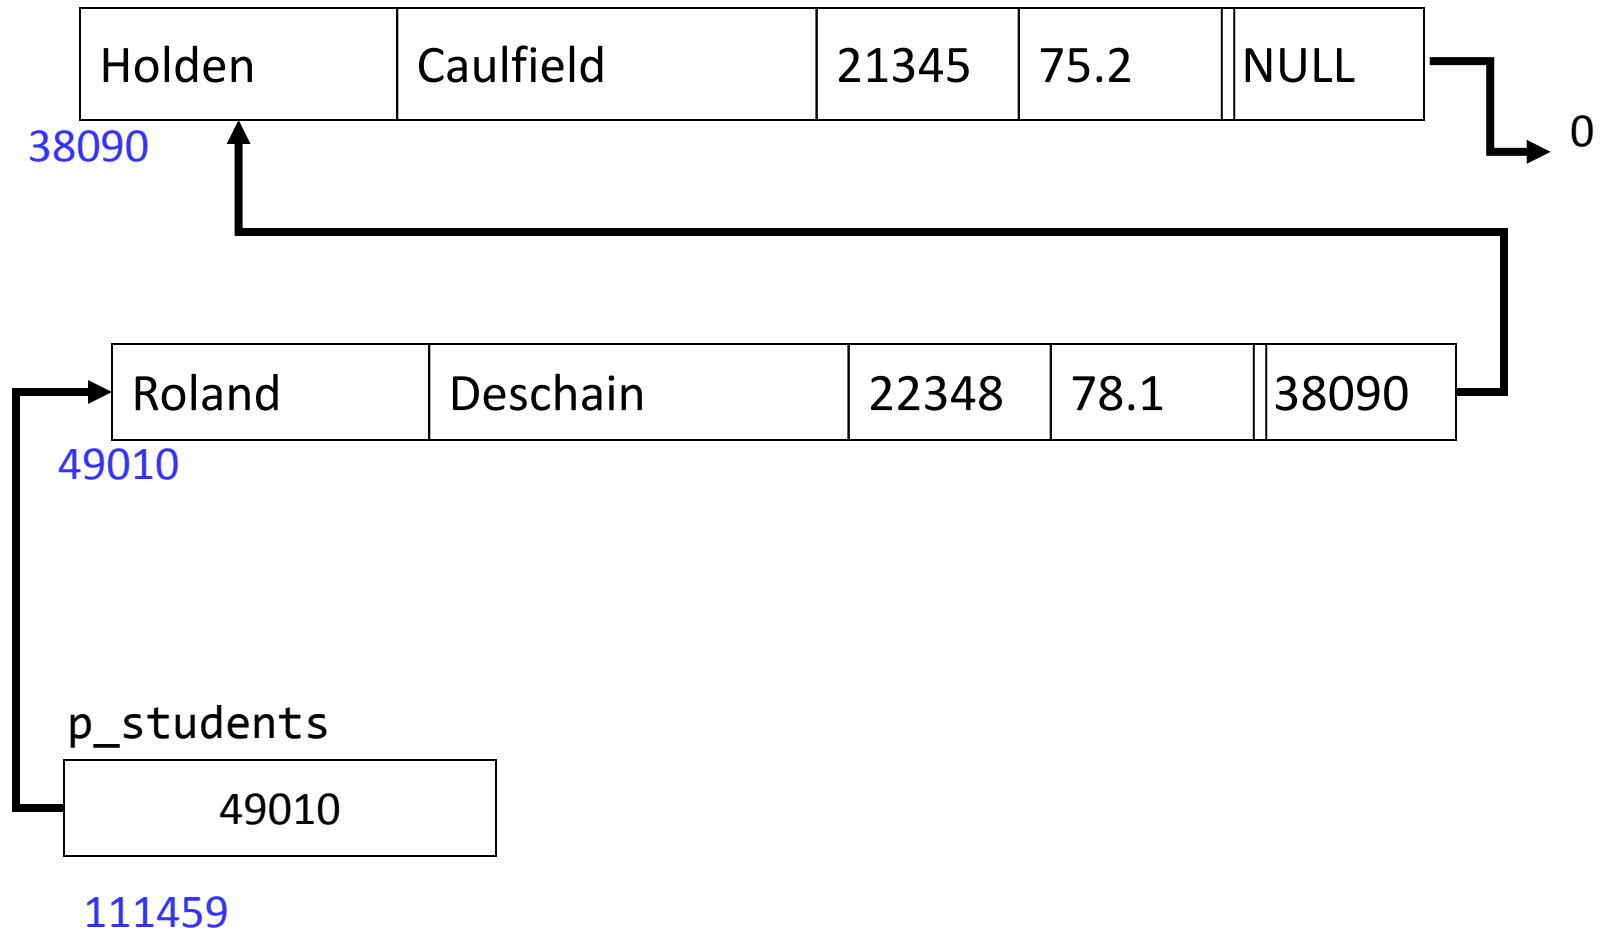 Holden Caulfield 21345 75.2 NULL
38090
0
Roland Deschain 22348 78.1 38090
49010
p_students
49010
111459